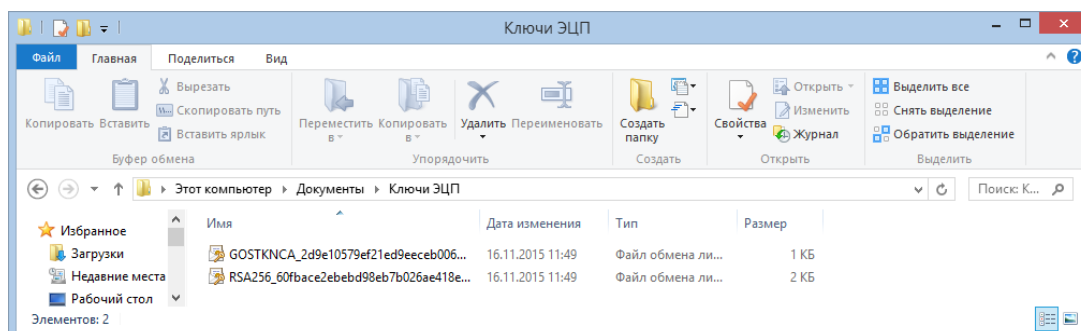 Ключи ЭЦП
Файл Главная Поделиться Вид
Копировать Вставить Вырезать Скопировать путь Вставить ярлык
Переместить в Копировать в Удалить Переименовать
Создать папку
Свойства Открыть Изменить Журнал
Выделить все Снять выделение Обратить выделение
Буфер обмена Упорядочить Создать Открыть Выделить
Этот компьютер Документы Ключи ЭЦП Поиск: К...
Избранное
Загрузки
Недавние места
Рабочий стол
Имя Дата изменения Тип Размер
GOSTKNCA_2d9e10579ef21ed9eeceb006... 16.11.2015 11:49 Файл обмена ли... 1 КБ
RSA256_60fbace2ebebd98eb7b026ae418e... 16.11.2015 11:49 Файл обмена ли... 2 КБ
Элементов: 2